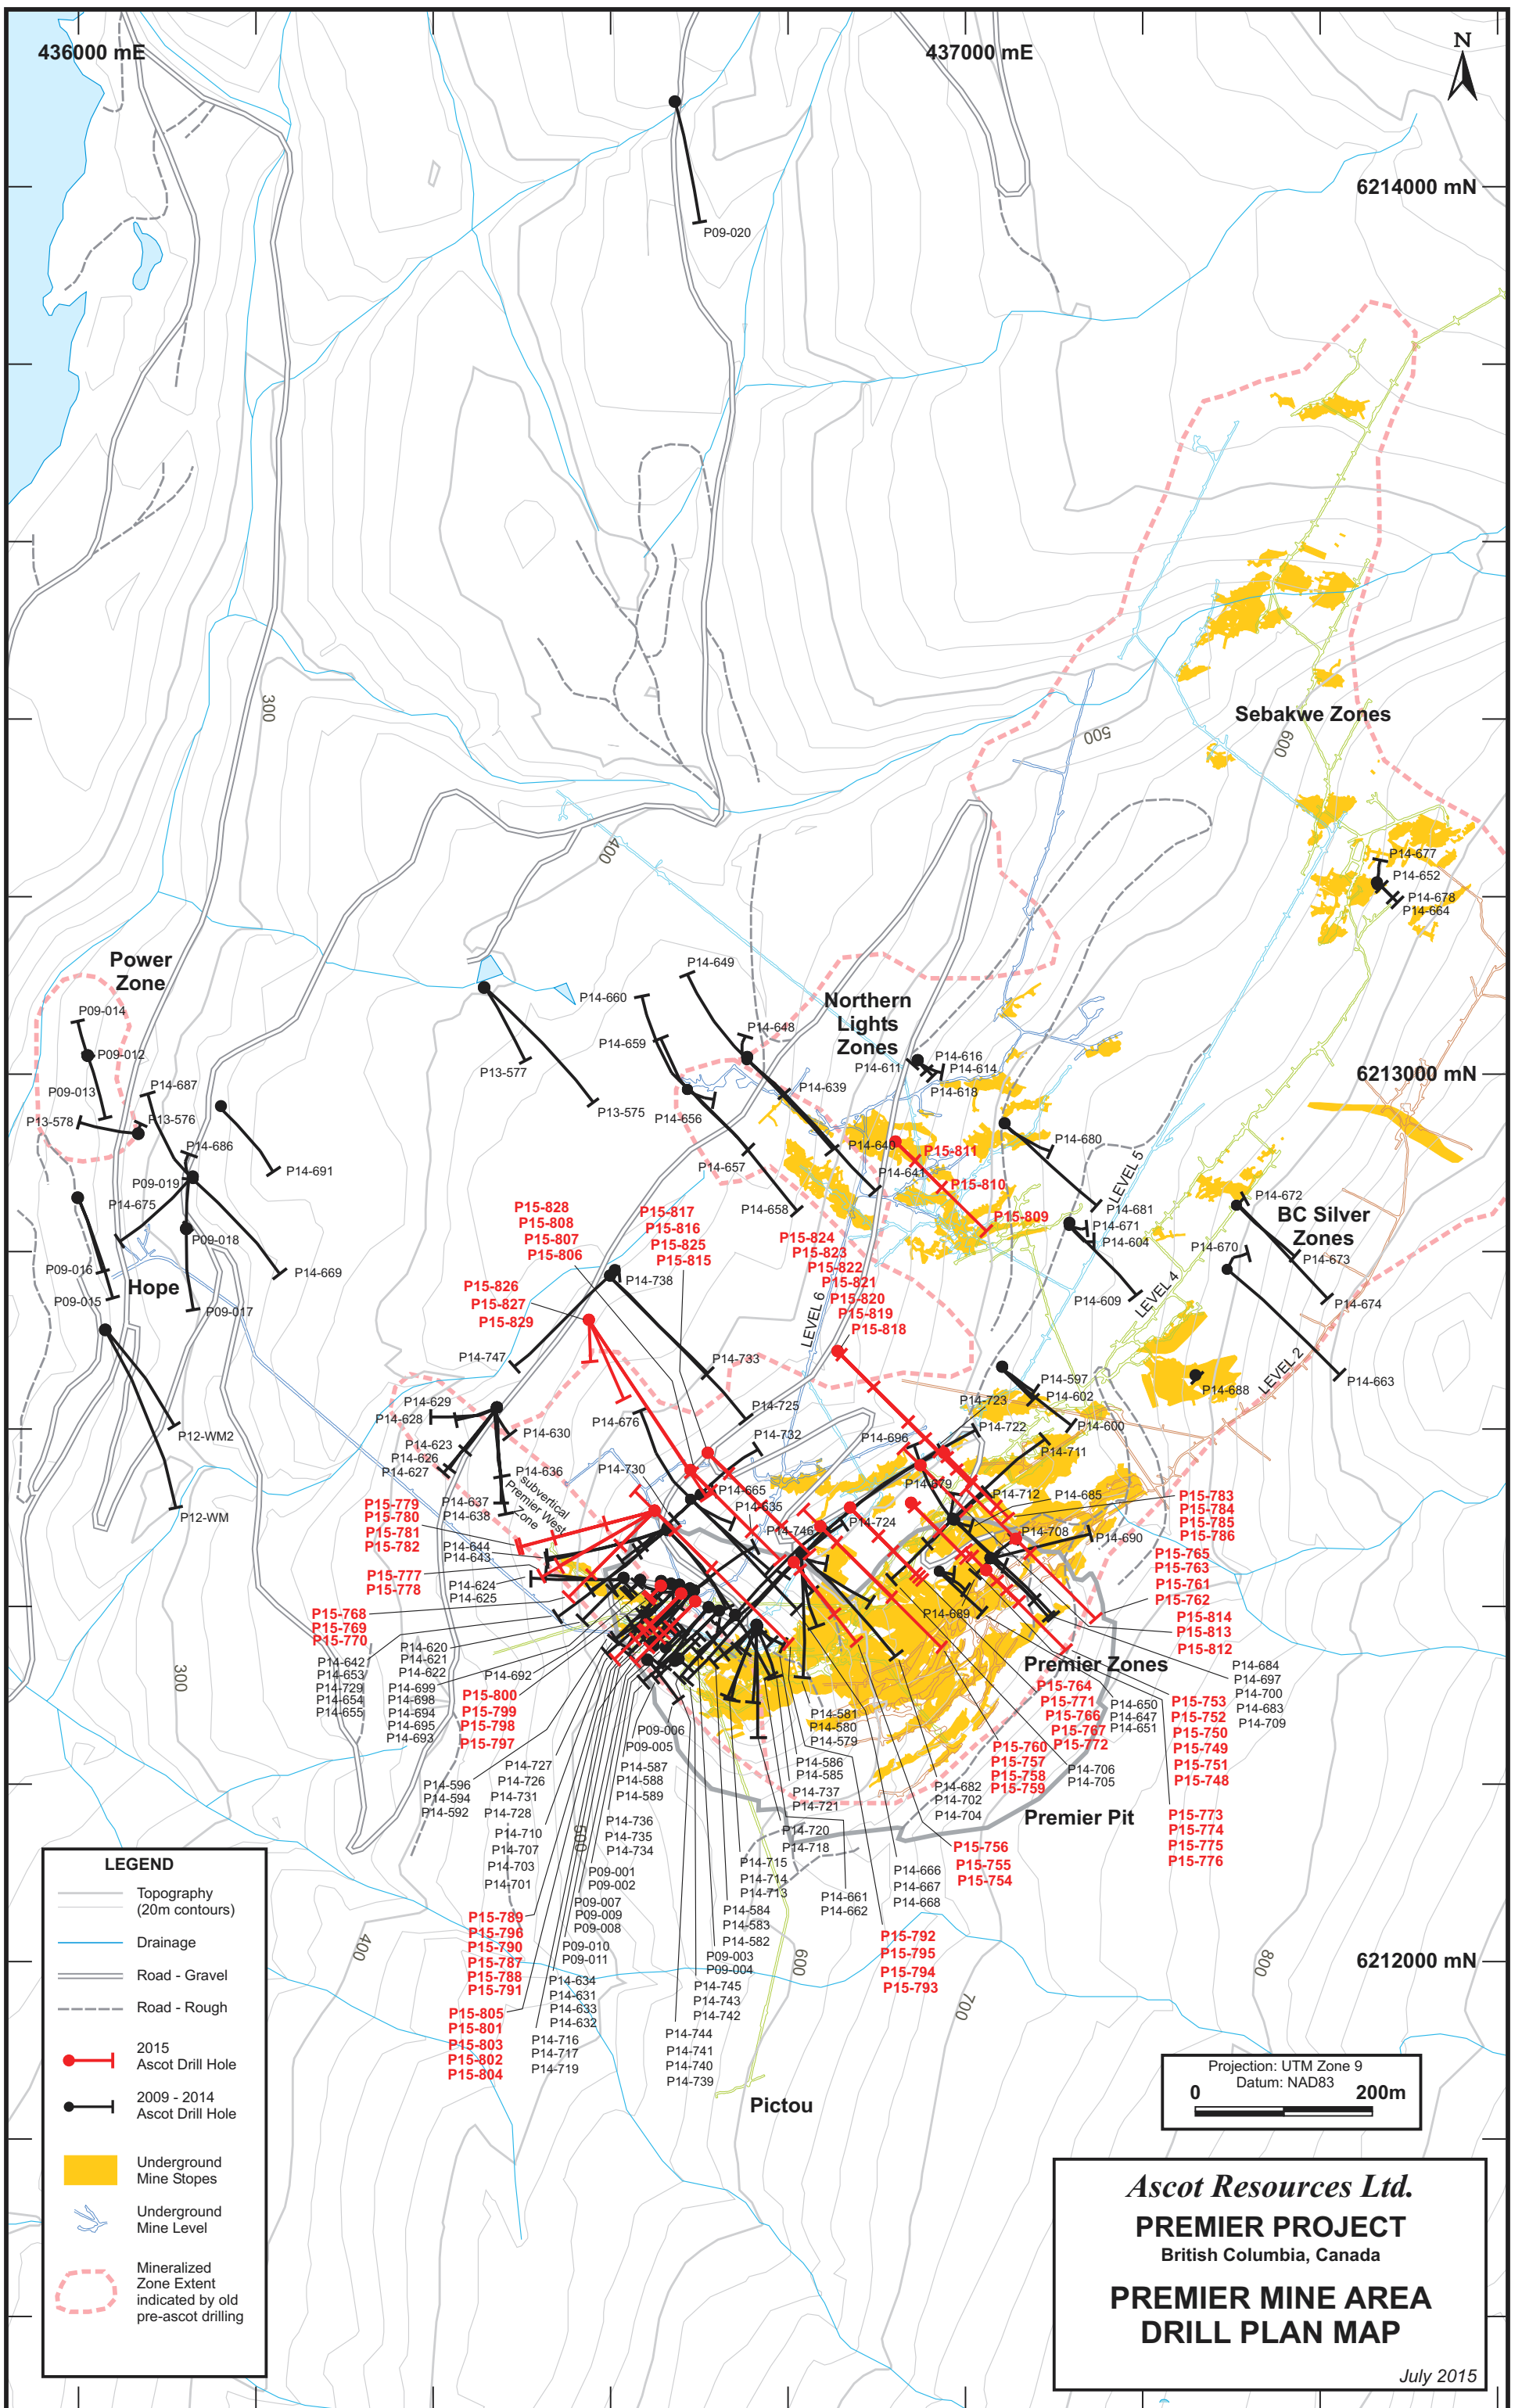 436000 mE
437000 mE
N
6214000 mN
P09-020
300
500
600
Sebakwe Zones
400
P14-677
P14-652
P14-678
P14-664
Power
Zone
P09-014
P09-012
P09-013
P14-687
P13-578
P13-576
P14-686
P09-019
P14-675
P14-691
P09-018
P09-016
P09-015
Hope
P09-017
P14-669
P12-WM2
P12-WM
P14-649
P14-660
P14-659
P14-648
P13-577
P13-575
P14-656
P14-639
P14-657
P14-658
P14-640
P14-641
Northern
Lights
Zones
P14-616
P14-611
P14-614
P14-618
6213000 mN
P15-811
P15-810
P15-809
P14-680
P14-681
LEVEL 5
P14-671
P14-604
P14-609
LEVEL 4
P14-672
BC Silver
Zones
P14-670
P14-673
P14-674
P14-663
LEVEL 2
P14-688
P15-828
P15-808
P15-807
P15-806
P15-817
P15-816
P15-825
P15-815
P15-824
P15-823
P15-822
P15-821
P15-820
P15-819
P15-818
LEVEL 6
P15-826
P15-827
P15-829
P14-738
P14-747
P14-733
P14-725
P14-732
P14-676
P14-730
P14-629
P14-628
P14-630
P14-623
P14-626
P14-627
P14-636
P14-637
P14-638
subvertical
Premier West
Zone
P14-597
P14-602
P14-600
P14-723
P14-722
P14-696
P14-711
P14-679
P14-712
P14-685
P14-708
P14-690
P14-665
P14-635
P14-746
P14-724
P14-689
P15-779
P15-780
P15-781
P15-782
P14-644
P14-643
P15-777
P15-778
P14-624
P14-625
P15-768
P15-769
P15-770
P14-642
P14-653
P14-729
P14-654
P14-655
P14-620
P14-621
P14-622
P14-699
P14-698
P14-694
P14-695
P14-693
P14-692
P15-800
P15-799
P15-798
P15-797
P14-596
P14-594
P14-592
P14-727
P14-726
P14-731
P14-728
P14-710
P14-707
P14-703
P14-701
P15-789
P15-796
P15-790
P15-787
P15-788
P15-791
P15-805
P15-801
P15-803
P15-802
P15-804
P09-006
P09-005
P14-587
P14-588
P14-589
P14-736
P14-735
P14-734
P09-001
P09-002
P09-007
P09-009
P09-008
P09-010
P09-011
P14-634
P14-631
P14-633
P14-632
P14-716
P14-717
P14-719
P14-744
P14-741
P14-740
P14-739
P14-745
P14-743
P14-742
P09-003
P09-004
P14-584
P14-583
P14-582
P14-715
P14-714
P14-713
P14-720
P14-718
P14-737
P14-721
P14-586
P14-585
P14-581
P14-580
P14-579
P14-661
P14-662
P14-666
P14-667
P14-668
P15-792
P15-795
P15-794
P15-793
P15-756
P15-755
P15-754
P14-682
P14-702
P14-704
P15-760
P15-757
P15-758
P15-759
P14-706
P14-705
Premier Zones
P15-764
P15-771
P15-766
P15-767
P15-772
P14-650
P14-647
P14-651
P15-753
P15-752
P15-750
P15-749
P15-751
P15-748
P15-773
P15-774
P15-775
P15-776
P15-783
P15-784
P15-785
P15-786
P15-765
P15-763
P15-761
P15-762
P15-814
P15-813
P15-812
P14-684
P14-697
P14-700
P14-683
P14-709
Premier Pit
300
400
500
600
700
800
6212000 mN
Pictou
LEGEND
Topography
(20m contours)
Drainage
Road - Gravel
Road - Rough
2015
Ascot Drill Hole
2009 - 2014
Ascot Drill Hole
Underground
Mine Stopes
Underground
Mine Level
Mineralized
Zone Extent
indicated by old
pre-ascot drilling
Projection: UTM Zone 9
Datum: NAD83
0 200m
Ascot Resources Ltd.
PREMIER PROJECT
British Columbia, Canada
PREMIER MINE AREA
DRILL PLAN MAP
July 2015